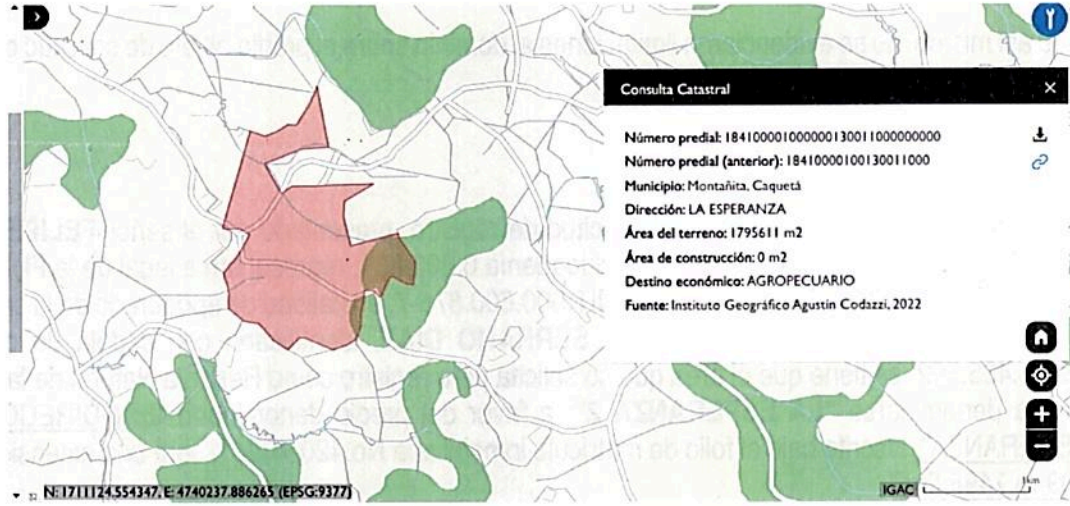 Consulta Catastral
Número predial: 184100001000000130011000000000
Número predial (anterior): 18410000100130011000
Municipio: Montañita, Caquetá
Dirección: LA ESPERANZA
Área del terreno: 1795611 m2
Área de construcción: 0 m2
Destino económico: AGROPECUARIO
Fuente: Instituto Geográfico Agustin Codazzi, 2022
N: 1711124.554347, E: 4740237.886265 (EPSG:9377)
IGAC
1km